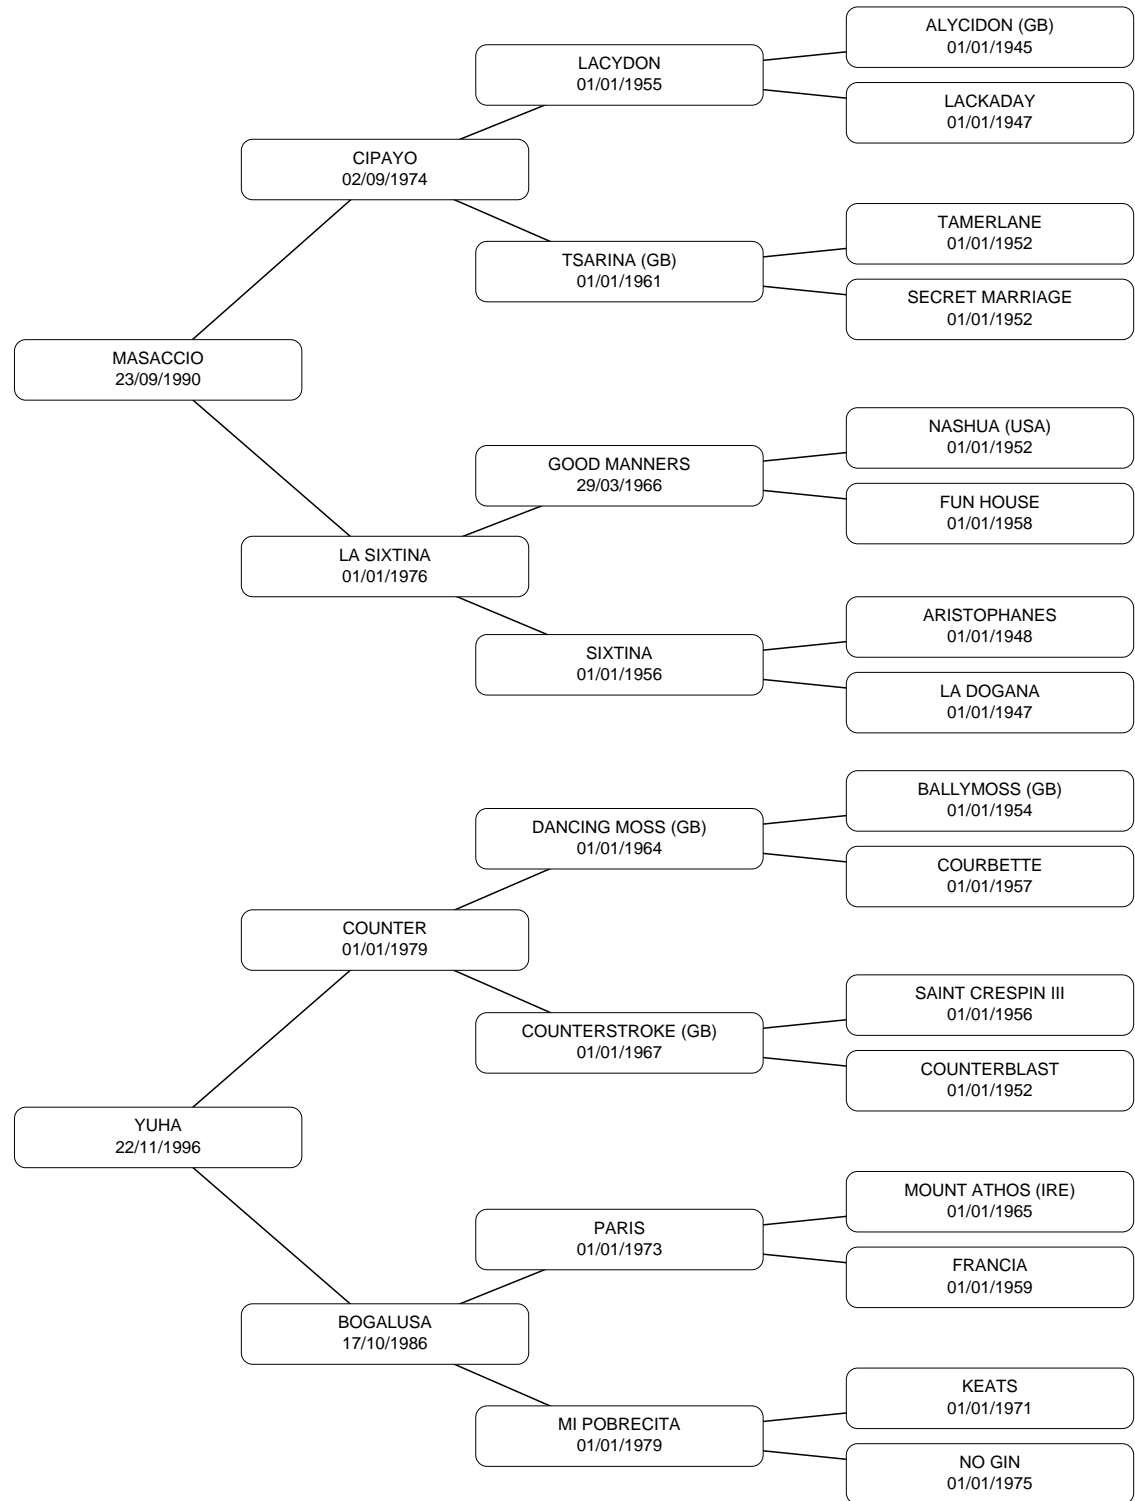 ALYCIDON (GB)
01/01/1945
LACYDON
01/01/1955
LACKADAY
01/01/1947
CIPAYO
02/09/1974
TAMERLANE
01/01/1952
TSARINA (GB)
01/01/1961
SECRET MARRIAGE
01/01/1952
MASACCIO
23/09/1990
NASHUA (USA)
01/01/1952
GOOD MANNERS
29/03/1966
FUN HOUSE
01/01/1958
LA SIXTINA
01/01/1976
ARISTOPHANES
01/01/1948
SIXTINA
01/01/1956
LA DOGANA
01/01/1947
BALLYMOSS (GB)
01/01/1954
DANCING MOSS (GB)
01/01/1964
COURBETTE
01/01/1957
COUNTER
01/01/1979
SAINT CRESPIN III
01/01/1956
COUNTERSTROKE (GB)
01/01/1967
COUNTERBLAST
01/01/1952
YUHA
22/11/1996
MOUNT ATHOS (IRE)
01/01/1965
PARIS
01/01/1973
FRANCIA
01/01/1959
BOGALUSA
17/10/1986
KEATS
01/01/1971
MI POBRECITA
01/01/1979
NO GIN
01/01/1975